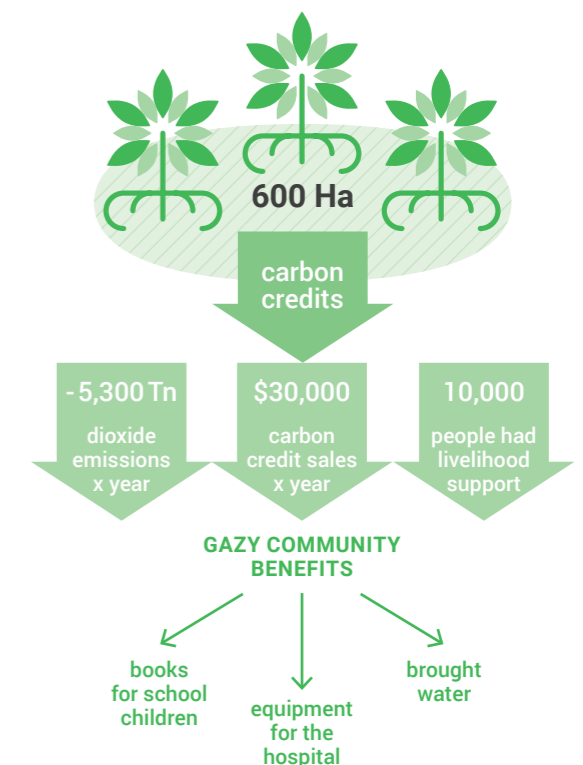 600 Ha
carbon
credits
- 5,300 Tn
dioxide
emissions
x year
$30,000
carbon
credit sales
x year
10,000
people had
livelihood
support
GAZY COMMUNITY
BENEFITS
books
for school
children
equipment
for the
hospital
brought
water